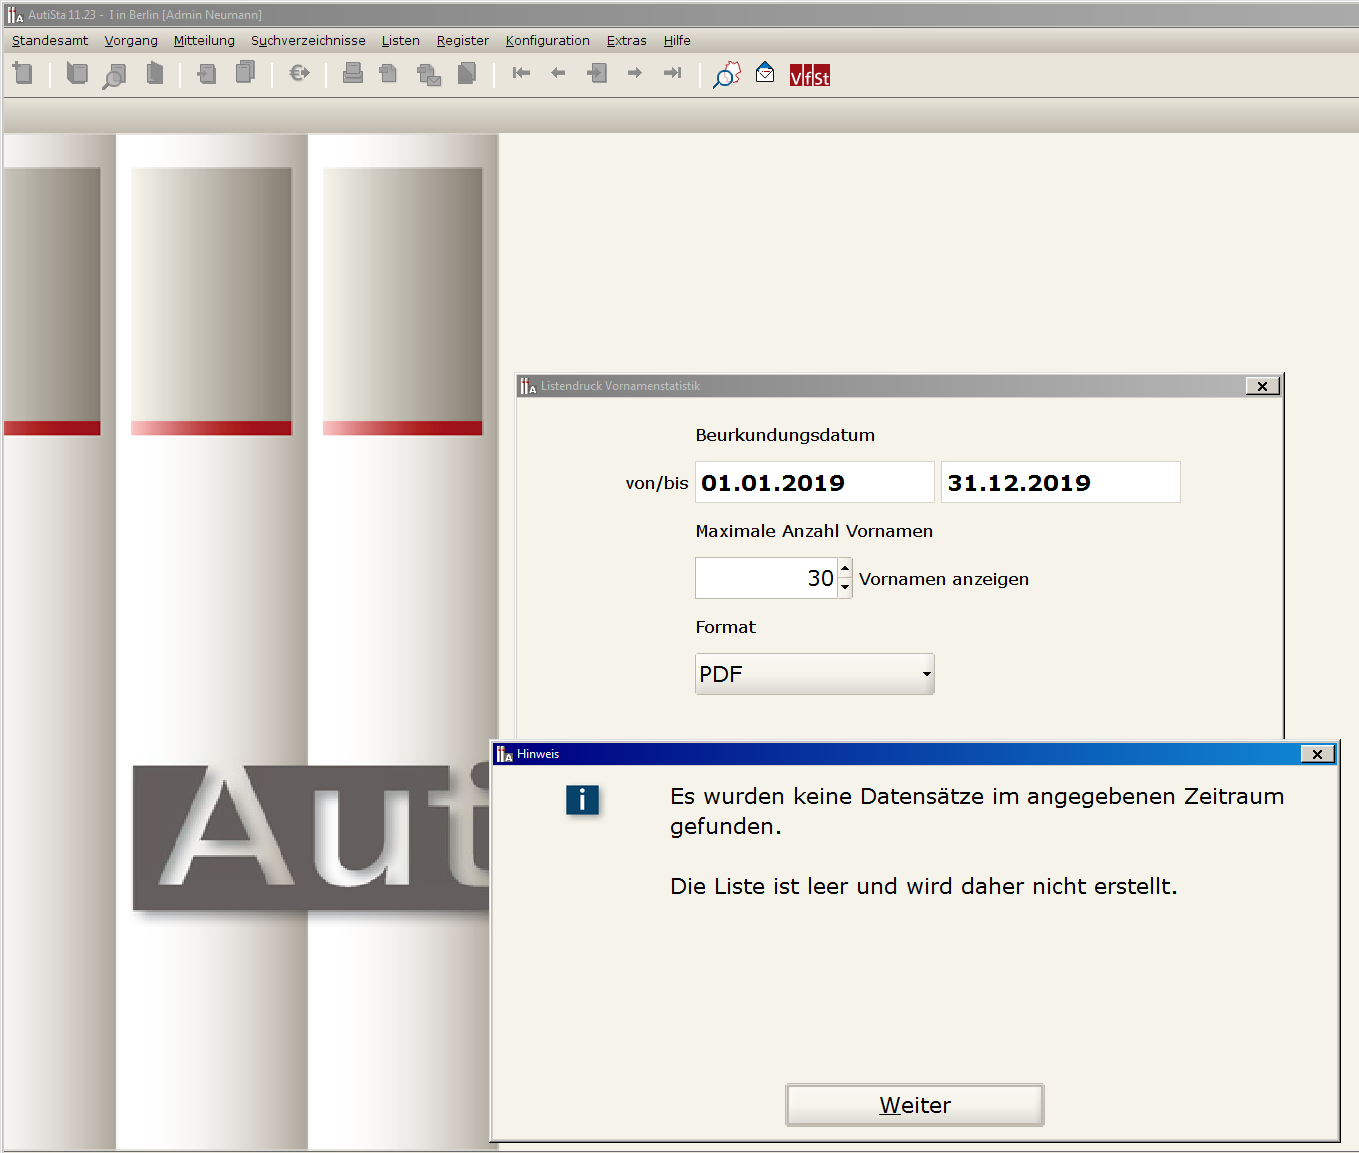 AutiSta 11.23 - I in Berlin [Admin Neumann]
Standesamt Vorgang Mitteilung Suchverzeichnisse Listen Register Konfiguration Extras Hilfe
VfSt
Listendruck Vornamenstatistik
Beurkundungsdatum
von/bis 01.01.2019 31.12.2019
Maximale Anzahl Vornamen
30 Vornamen anzeigen
Format
PDF
Auti
Hinweis
Es wurden keine Datensätze im angegebenen Zeitraum
gefunden.
Die Liste ist leer und wird daher nicht erstellt.
Weiter